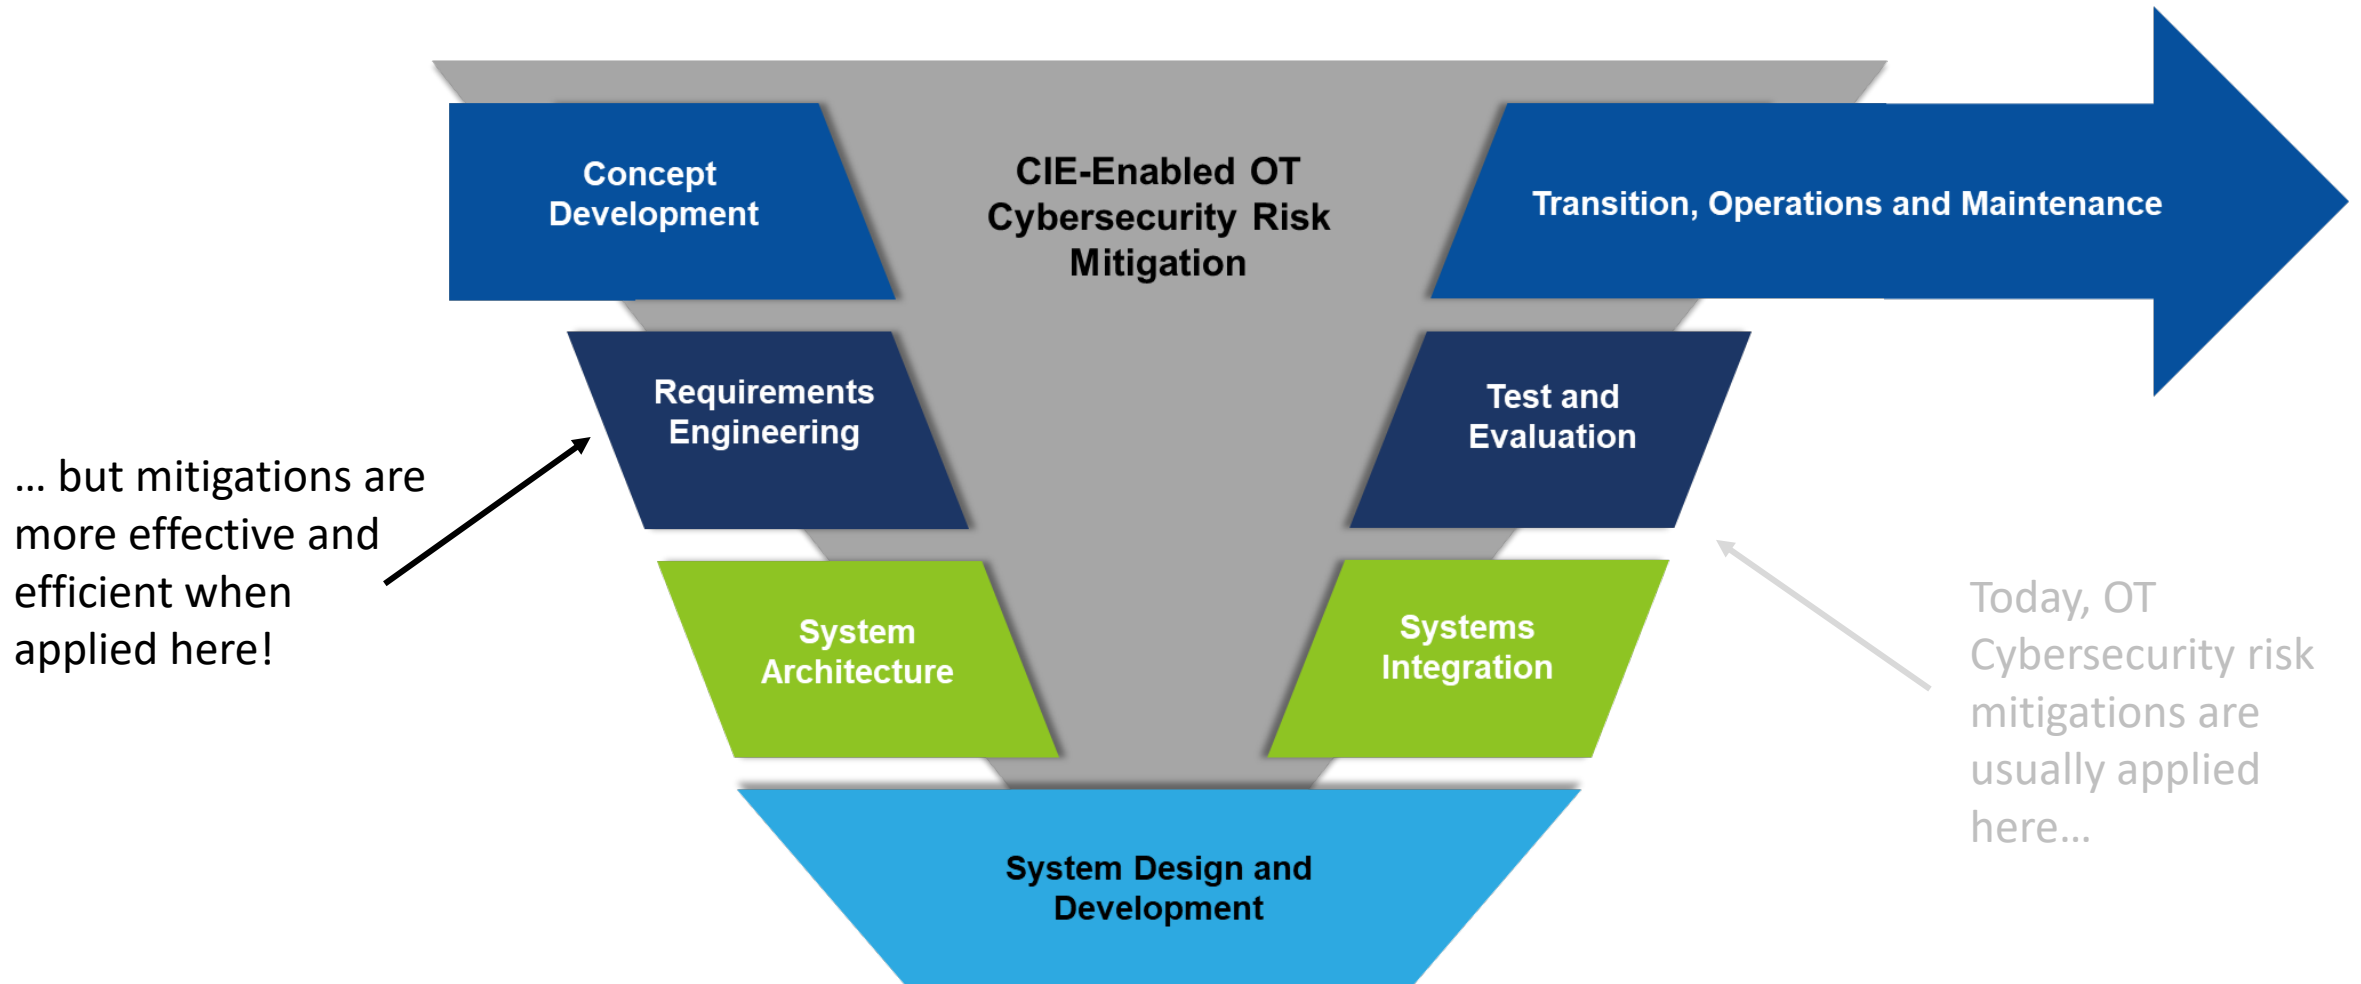 Concept
Development
CIE-Enabled OT
Cybersecurity Risk
Mitigation
Transition, Operations and Maintenance
Requirements
Engineering
Test and
Evaluation
… but mitigations are
more effective and
efficient when
applied here!
System
Architecture
Systems
Integration
Today, OT
Cybersecurity risk
mitigations are
usually applied
here…
System Design and
Development